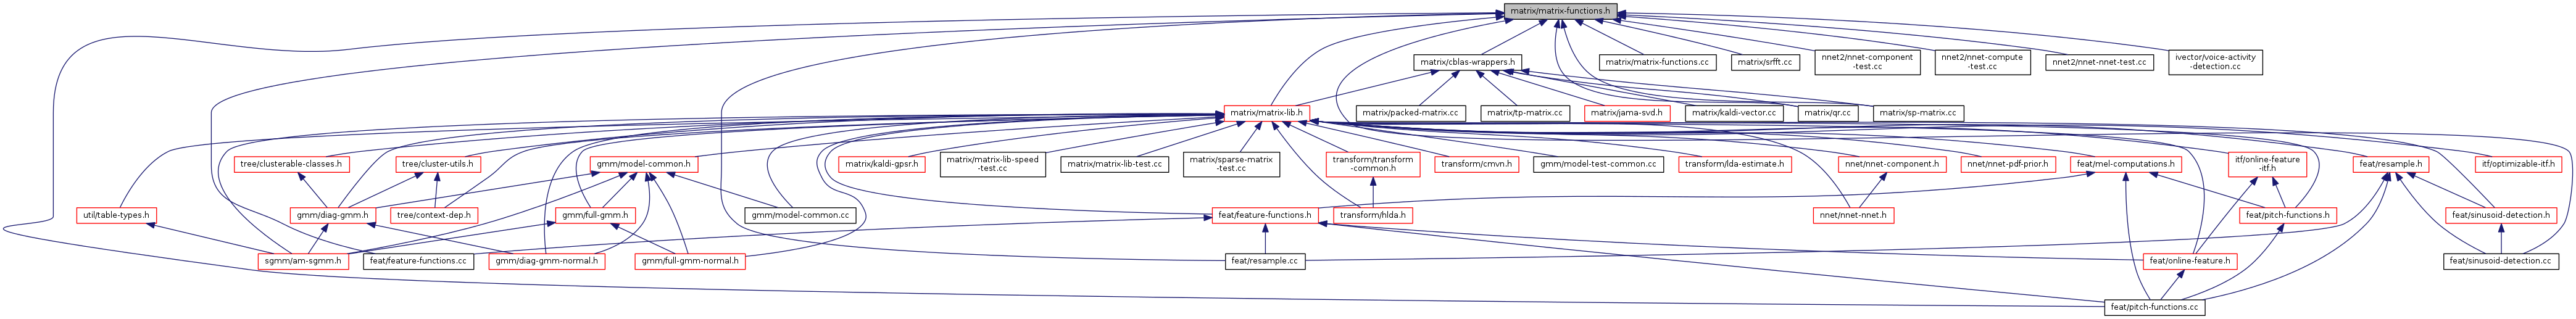 matrix/matrix-functions.h
matrix/cblas-wrappers.h
matrix/matrix-functions.cc
matrix/srfft.cc
nnet2/nnet-component
-test.cc
nnet2/nnet-compute
-test.cc
nnet2/nnet-nnet-test.cc
ivector/voice-activity
-detection.cc
matrix/matrix-lib.h
matrix/packed-matrix.cc
matrix/tp-matrix.cc
matrix/jama-svd.h
matrix/kaldi-vector.cc
matrix/qr.cc
matrix/sp-matrix.cc
tree/clusterable-classes.h
tree/cluster-utils.h
gmm/model-common.h
matrix/kaldi-gpsr.h
matrix/matrix-lib-speed
-test.cc
matrix/matrix-lib-test.cc
matrix/sparse-matrix
-test.cc
transform/transform
-common.h
transform/cmvn.h
gmm/model-test-common.cc
transform/lda-estimate.h
nnet/nnet-component.h
nnet/nnet-pdf-prior.h
feat/mel-computations.h
itf/online-feature
-itf.h
feat/resample.h
itf/optimizable-itf.h
util/table-types.h
gmm/diag-gmm.h
tree/context-dep.h
gmm/full-gmm.h
gmm/model-common.cc
feat/feature-functions.h
transform/hlda.h
nnet/nnet-nnet.h
feat/pitch-functions.h
feat/sinusoid-detection.h
sgmm/am-sgmm.h
feat/feature-functions.cc
gmm/diag-gmm-normal.h
gmm/full-gmm-normal.h
feat/resample.cc
feat/online-feature.h
feat/sinusoid-detection.cc
feat/pitch-functions.cc